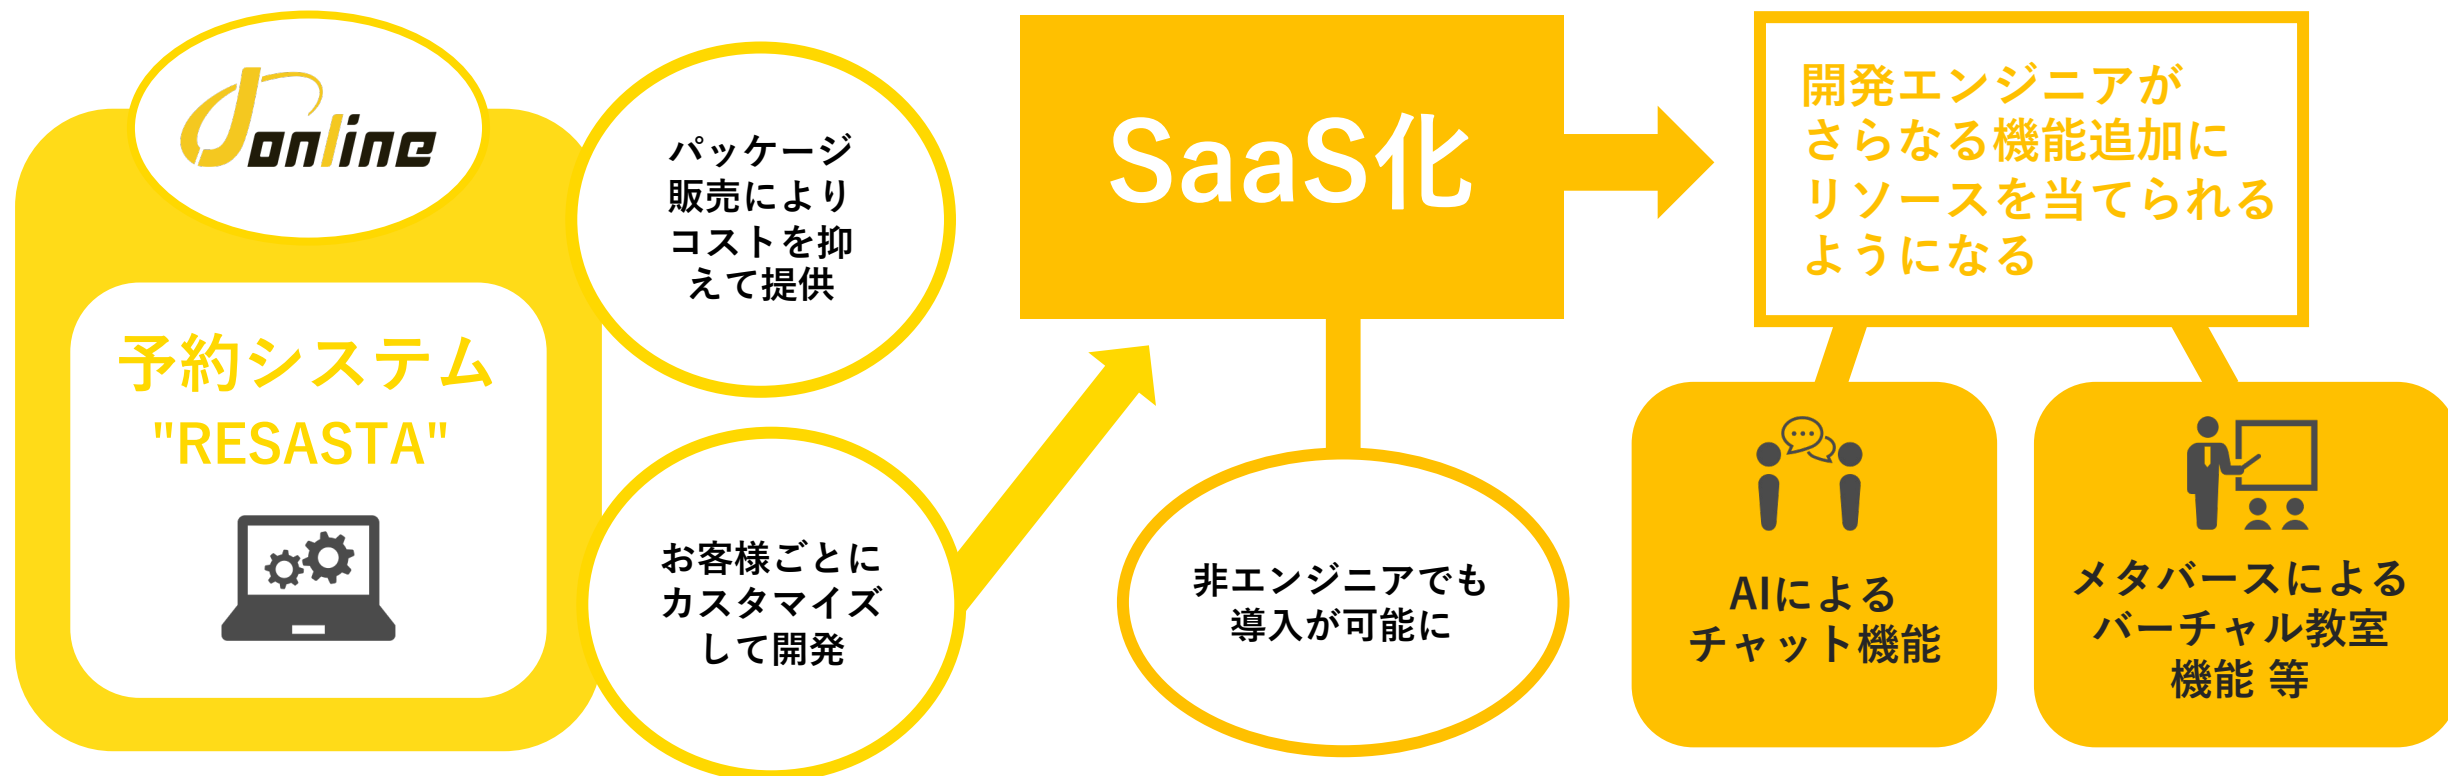 online
予約システム
"RESASTA"
パッケージ
販売により
コストを抑
えて提供
お客様ごとに
カスタマイズ
して開発
SaaS化
非エンジニアでも
導入が可能に
開発エンジニアが
さらなる機能追加に
リソースを当てられる
ようになる
AIによる
チャット機能
メタバースによる
バーチャル教室
機能 等